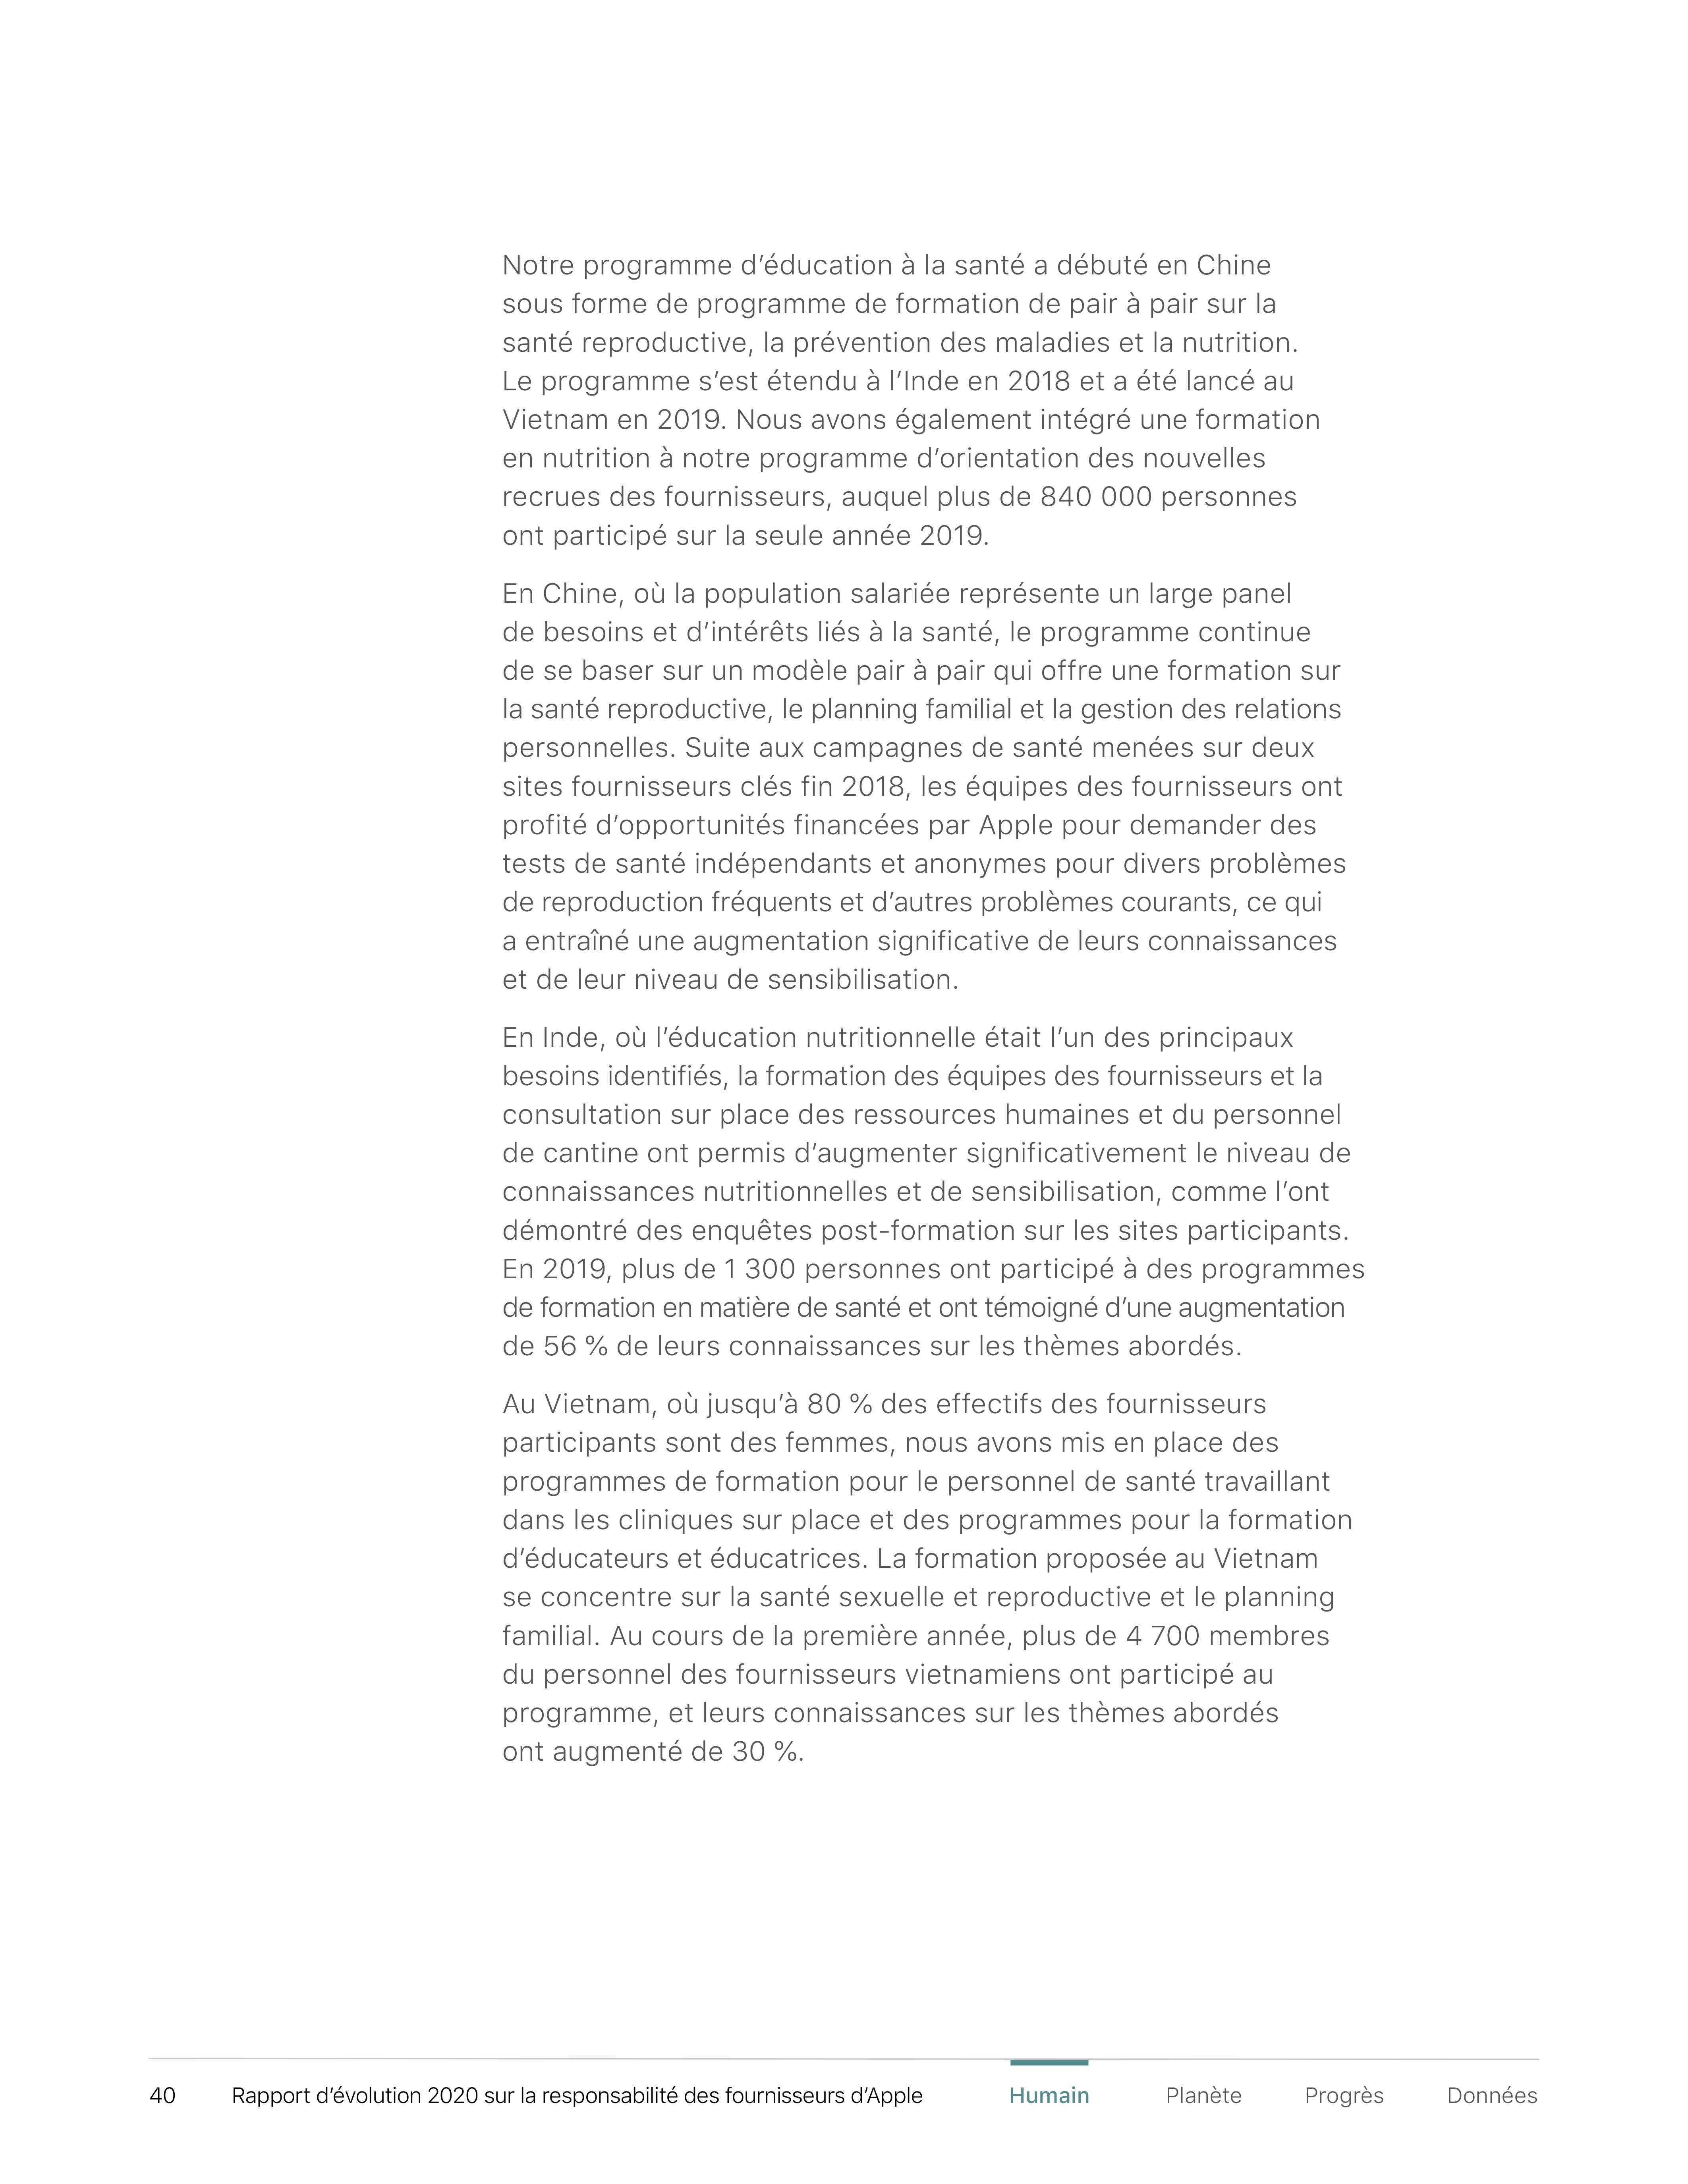 Notre programme d’éducation à la santé a débuté en Chine
sous forme de programme de formation de pair à pair sur la
santé reproductive, la prévention des maladies et la nutrition.
Le programme s’est étendu à l’Inde en 2018 et a été lancé au
Vietnam en 2019. Nous avons également intégré une formation
en nutrition à notre programme d’orientation des nouvelles
recrues des fournisseurs, auquel plus de 840 000 personnes
ont participé sur la seule année 2019.
En Chine, où la population salariée représente un large panel
de besoins et d’intérêts liés à la santé, le programme continue
de se baser sur un modèle pair à pair qui offre une formation sur
la santé reproductive, le planning familial et la gestion des relations
personnelles. Suite aux campagnes de santé menées sur deux
sites fournisseurs clés fin 2018, les équipes des fournisseurs ont
profité d’opportunités financées par Apple pour demander des
tests de santé indépendants et anonymes pour divers problèmes
de reproduction fréquents et d’autres problèmes courants, ce qui
a entraîné une augmentation significative de leurs connaissances
et de leur niveau de sensibilisation.
En Inde, où l’éducation nutritionnelle était l’un des principaux
besoins identifiés, la formation des équipes des fournisseurs et la
consultation sur place des ressources humaines et du personnel
de cantine ont permis d’augmenter significativement le niveau de
connaissances nutritionnelles et de sensibilisation, comme l’ont
démontré des enquêtes post-formation sur les sites participants.
En 2019, plus de 1 300 personnes ont participé à des programmes
de formation en matière de santé et ont témoigné d’une augmentation
de 56 % de leurs connaissances sur les thèmes abordés.
Au Vietnam, où jusqu’à 80 % des effectifs des fournisseurs
participants sont des femmes, nous avons mis en place des
programmes de formation pour le personnel de santé travaillant
dans les cliniques sur place et des programmes pour la formation
d’éducateurs et éducatrices. La formation proposée au Vietnam
se concentre sur la santé sexuelle et reproductive et le planning
familial. Au cours de la première année, plus de 4 700 membres
du personnel des fournisseurs vietnamiens ont participé au
programme, et leurs connaissances sur les thèmes abordés
ont augmenté de 30 %.
40 Rapport d’évolution 2020 sur la responsabilité des fournisseurs d’Apple Humain Planète Progrès Données